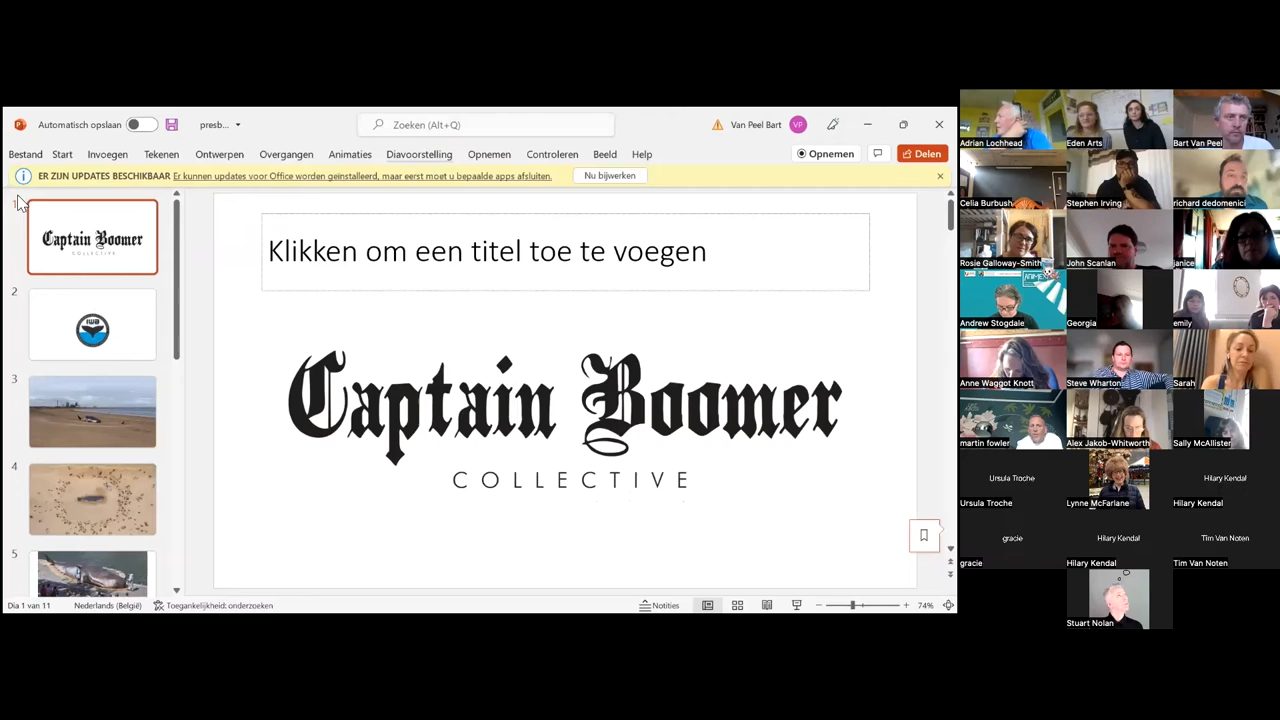 Automatisch opslaan
presb...
Zoeken (Alt+Q)
Van Peel Bart
VP
Bestand Start Invoegen Tekenen Ontwerpen Overgangen Animaties Diavoorstelling Opnemen Controleren Beeld Help
Opnemen
Delen
ER ZIJN UPDATES BESCHIKBAAR Er kunnen updates voor Office worden geïnstalleerd, maar eerst moet u bepaalde apps afsluiten.
Nu bijwerken
1
Captain Boomer
COLLECTIVE
2
IWA
3
4
5
Klikken om een titel toe te voegen
Captain Boomer
COLLECTIVE
Dia 1 van 11
Nederlands (België)
Toegankelijkheid: onderzoeken
Notities
74%
Adrian Lochhead
Eden Arts
Bart Van Peel
Celia Burbush
Stephen Irving
richard dedomenici
Rosie Galloway-Smith
John Scanlan
janice
Andrew Stogdale
Georgia
emily
Anne Waggot Knott
Steve Wharton
Sarah
martin fowler
Alex Jakob-Whitworth
Sally McAllister
Ursula Troche
Ursula Troche
Lynne McFarlane
Hilary Kendal
Hilary Kendal
gracie
gracie
Hilary Kendal
Hilary Kendal
Tim Van Noten
Tim Van Noten
Stuart Nolan